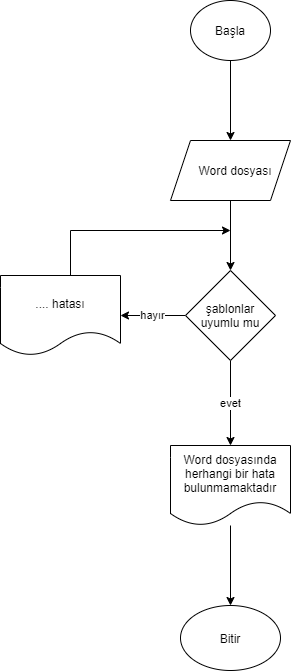 Başla
Word dosyası
.... hatası
hayır
şablonlar
uyumlu mu
evet
Word dosyasında
herhangi bir hata
bulunmamaktadır
Bitir